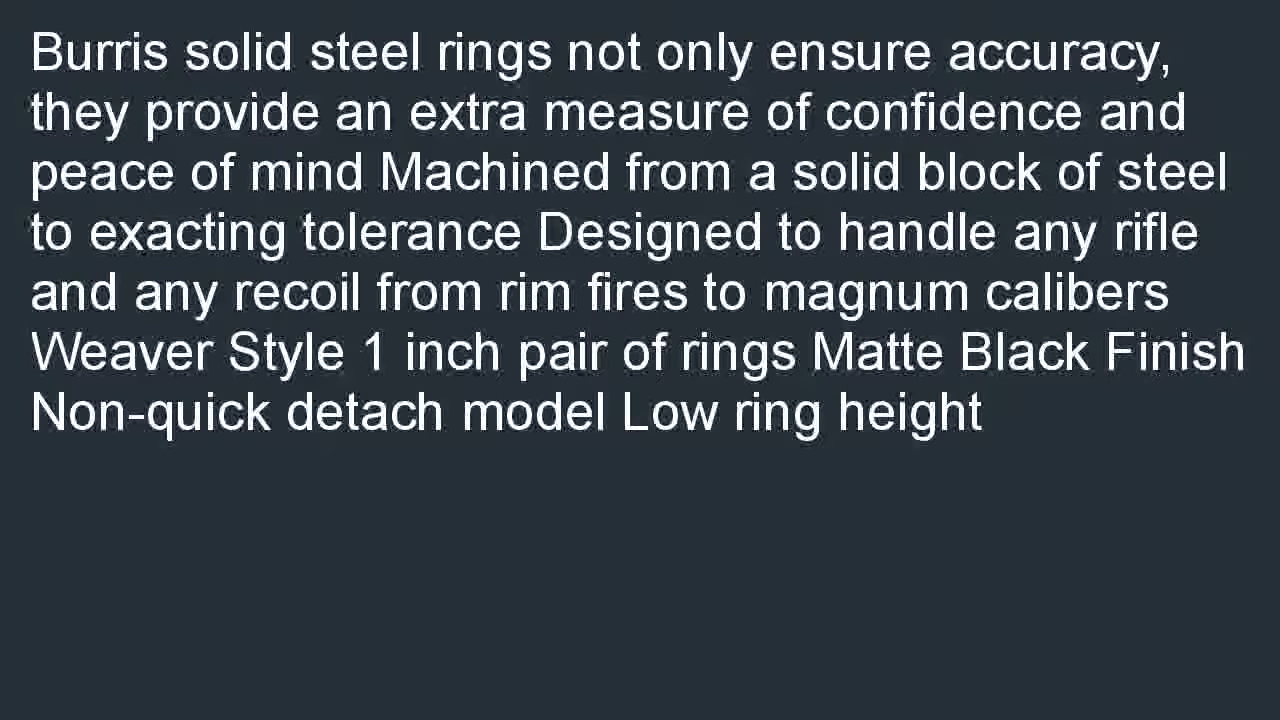 Burris solid steel rings not only ensure accuracy,
they provide an extra measure of confidence and
peace of mind Machined from a solid block of steel
to exacting tolerance Designed to handle any rifle
and any recoil from rim fires to magnum calibers
Weaver Style 1 inch pair of rings Matte Black Finish
Non-quick detach model Low ring height